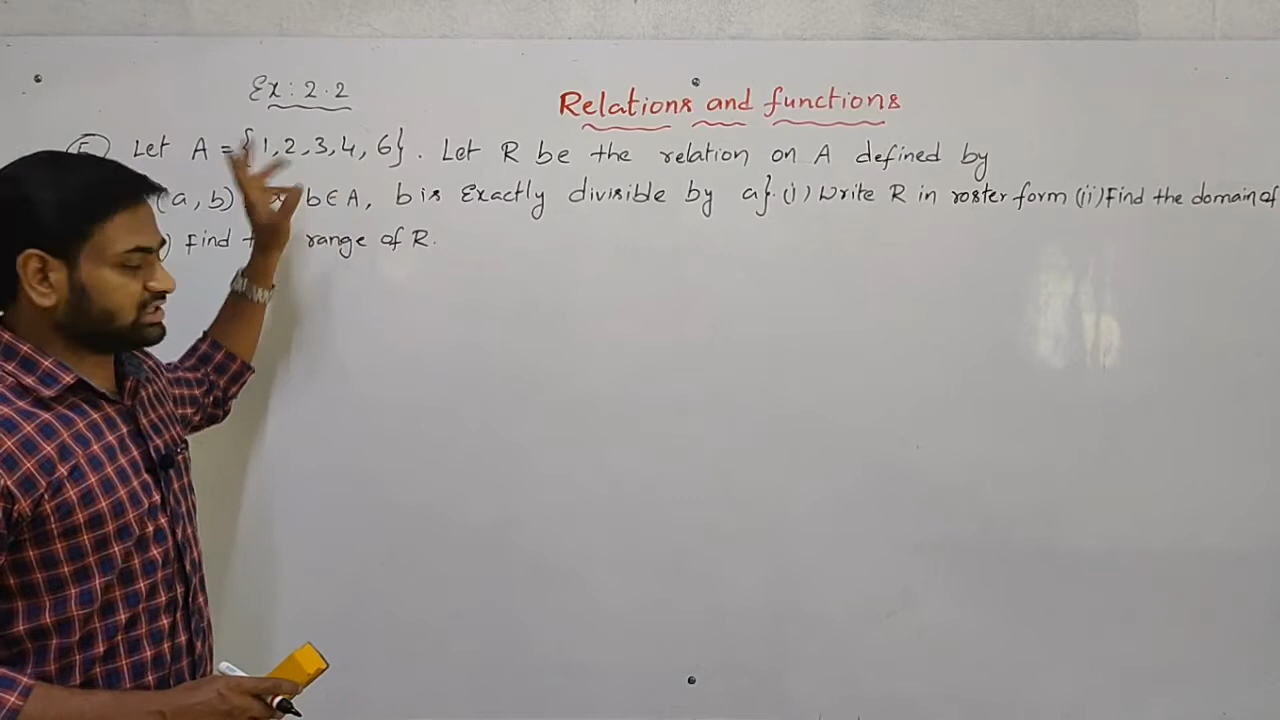 Ex: 2.2
Relations and functions
Let A = {1, 2, 3, 4, 6}. Let R be the relation on A defined by
(a, b) b ∈ A, b is Exactly divisible by a}. (i) Write R in roster form (ii) Find the domain of
) Find range of R.